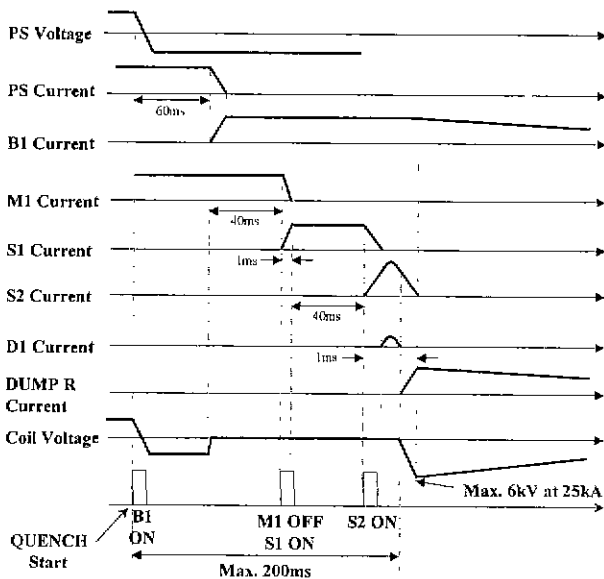 PS Voltage
PS Current
60ms
B1 Current
M1 Current
40ms
S1 Current
1ms
S2 Current
40ms
D1 Current
1ms
DUMP R
Current
Coil Voltage
Max. 6kV at 25kA
QUENCH
Start
B1
ON
M1 OFF
S1 ON
S2 ON
Max. 200ms